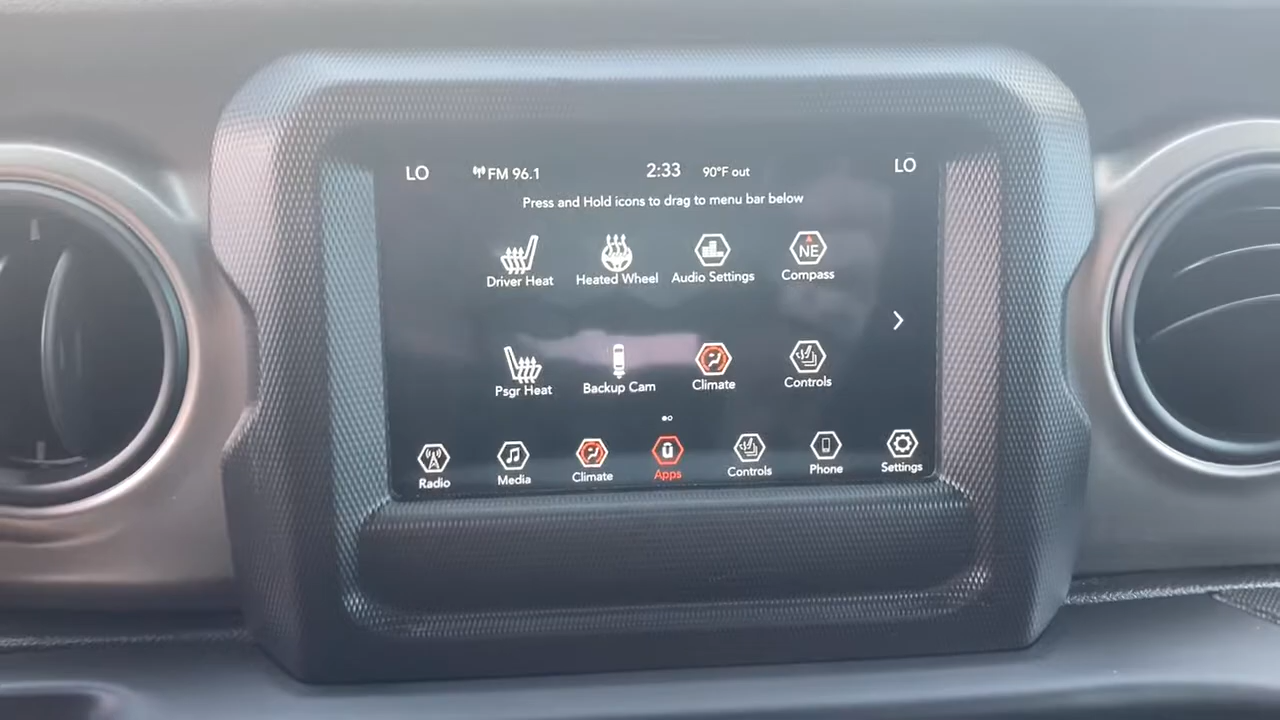 LO FM 96.1 2:33 90°F out LO
Press and Hold icons to drag to menu bar below
NE
Driver Heat Heated Wheel Audio Settings Compass
Psgr Heat Backup Cam Climate Controls
Radio Media Climate Apps Controls Phone Settings